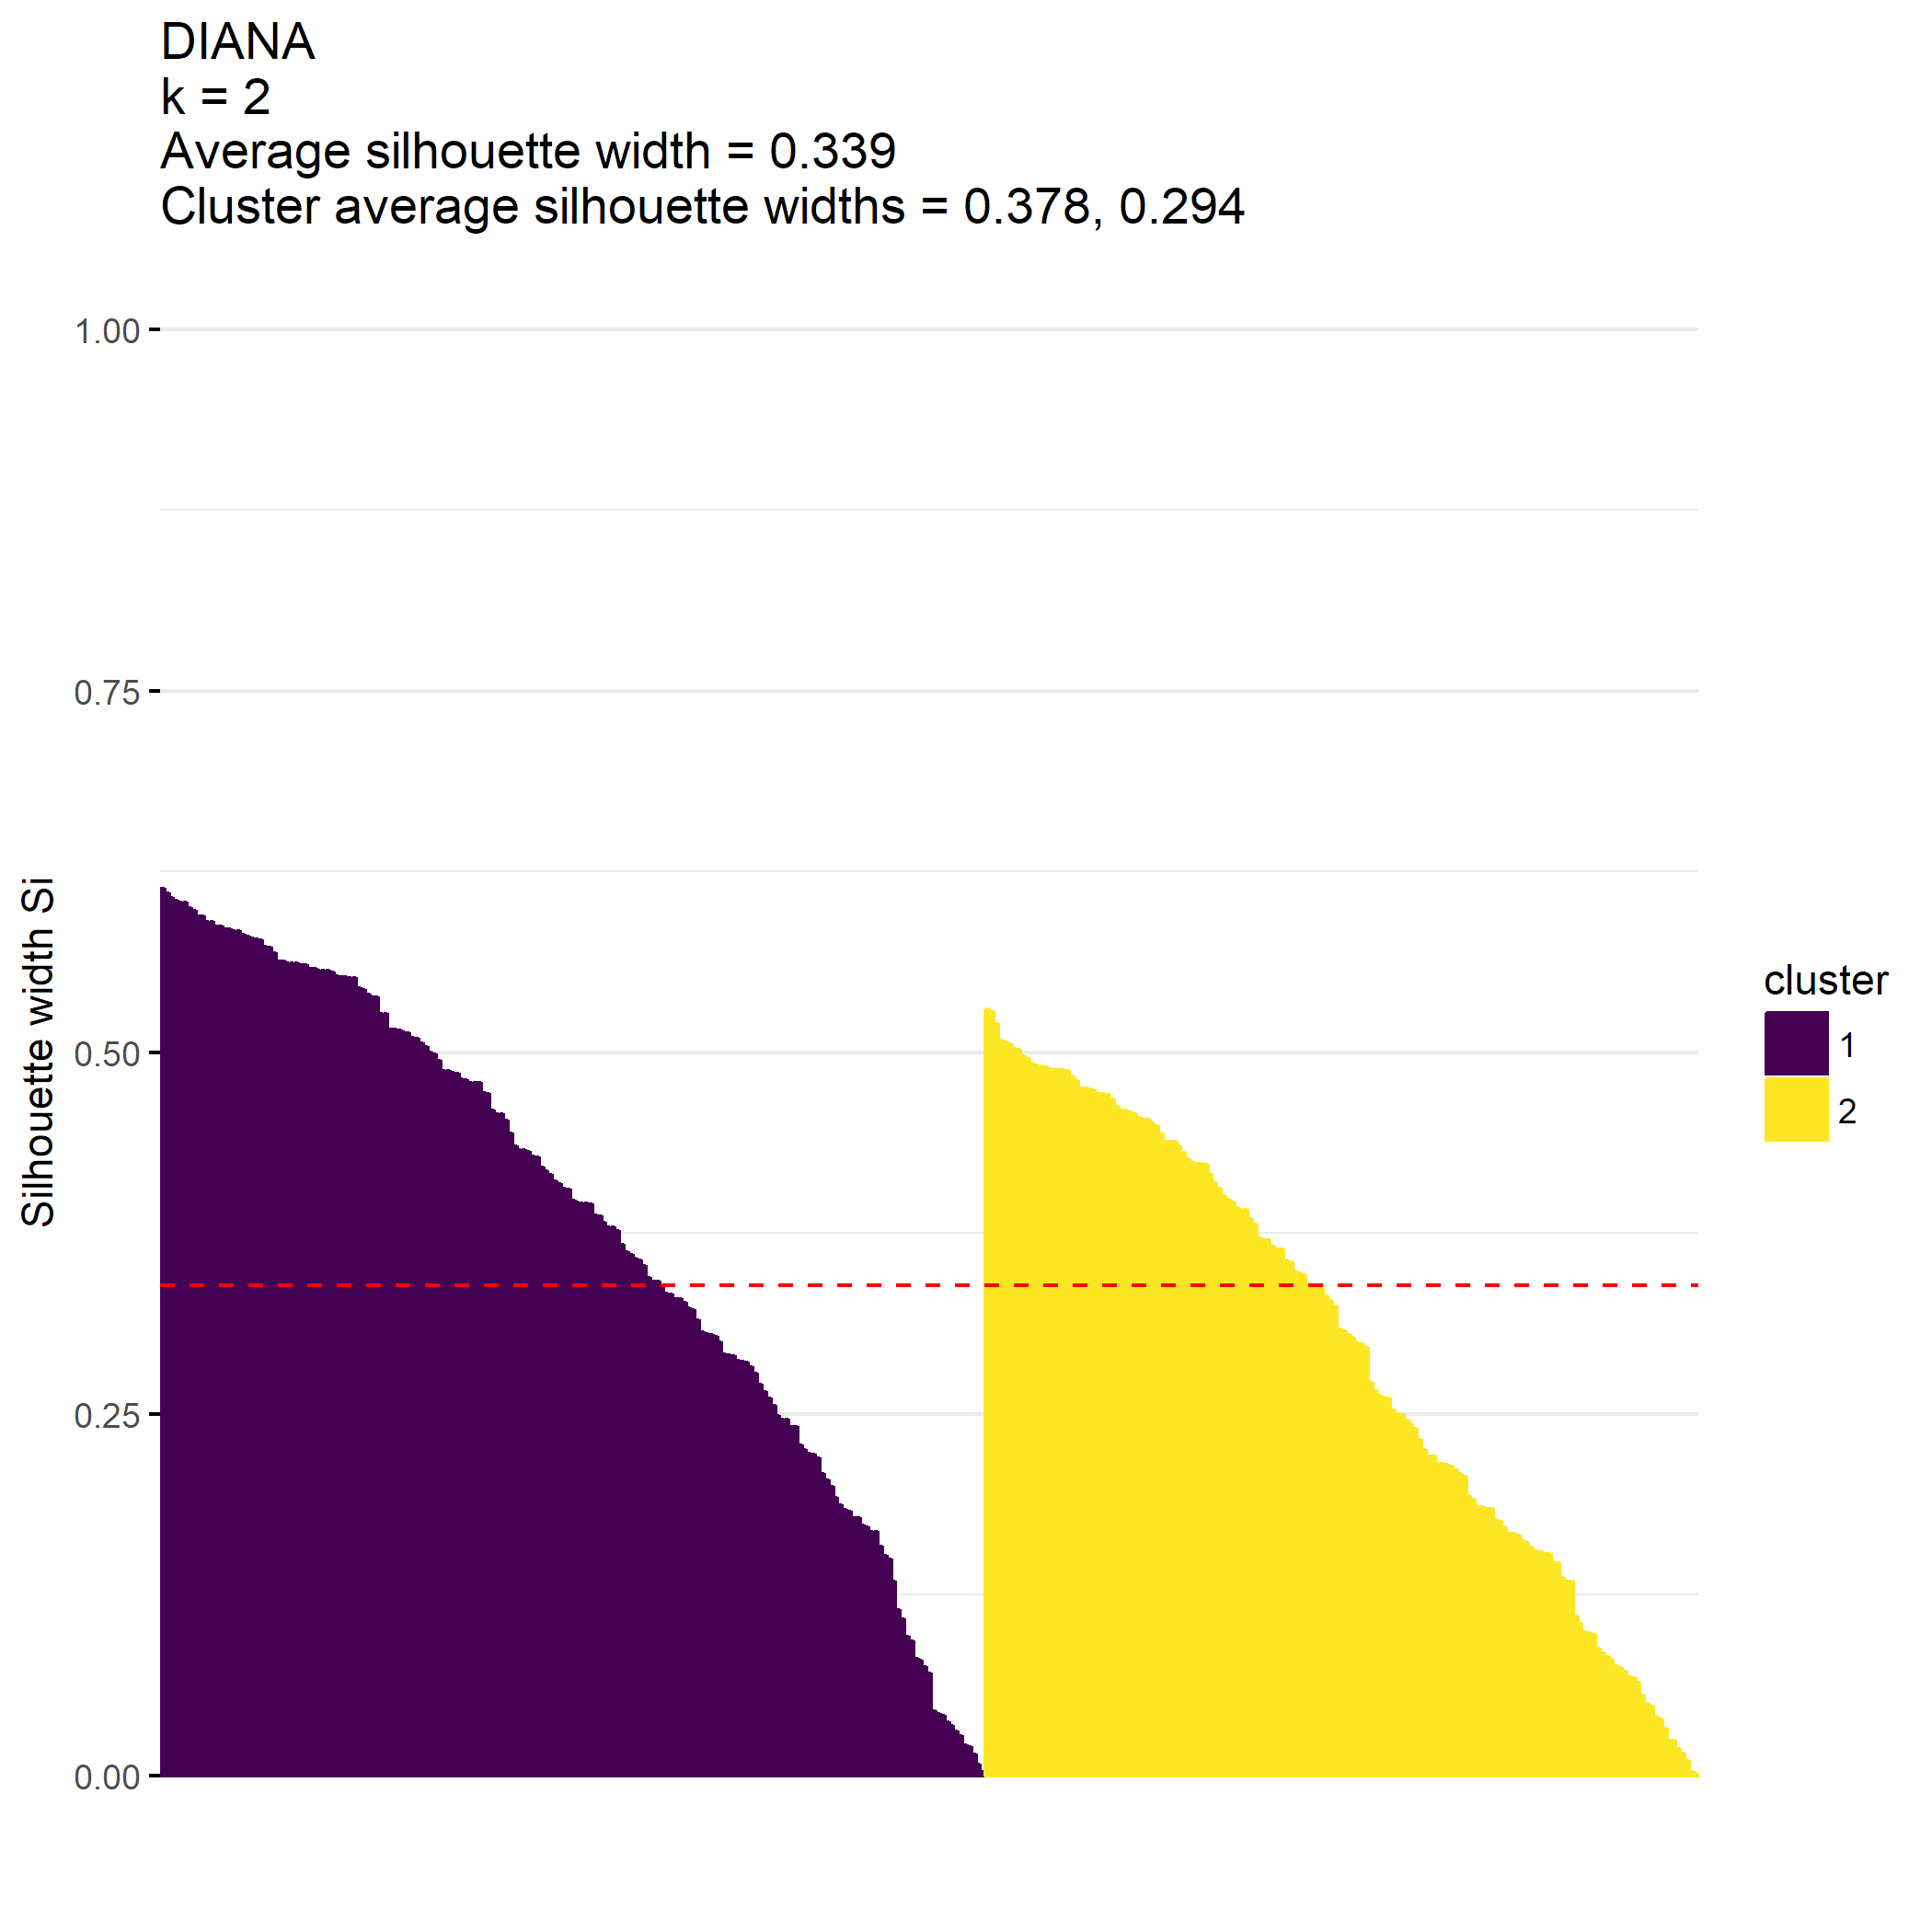 DIANA
k = 2
Average silhouette width = 0.339
Cluster average silhouette widths = 0.378, 0.294
1.00
0.75
0.50
0.25
0.00
Silhouette width Si
cluster
1
2